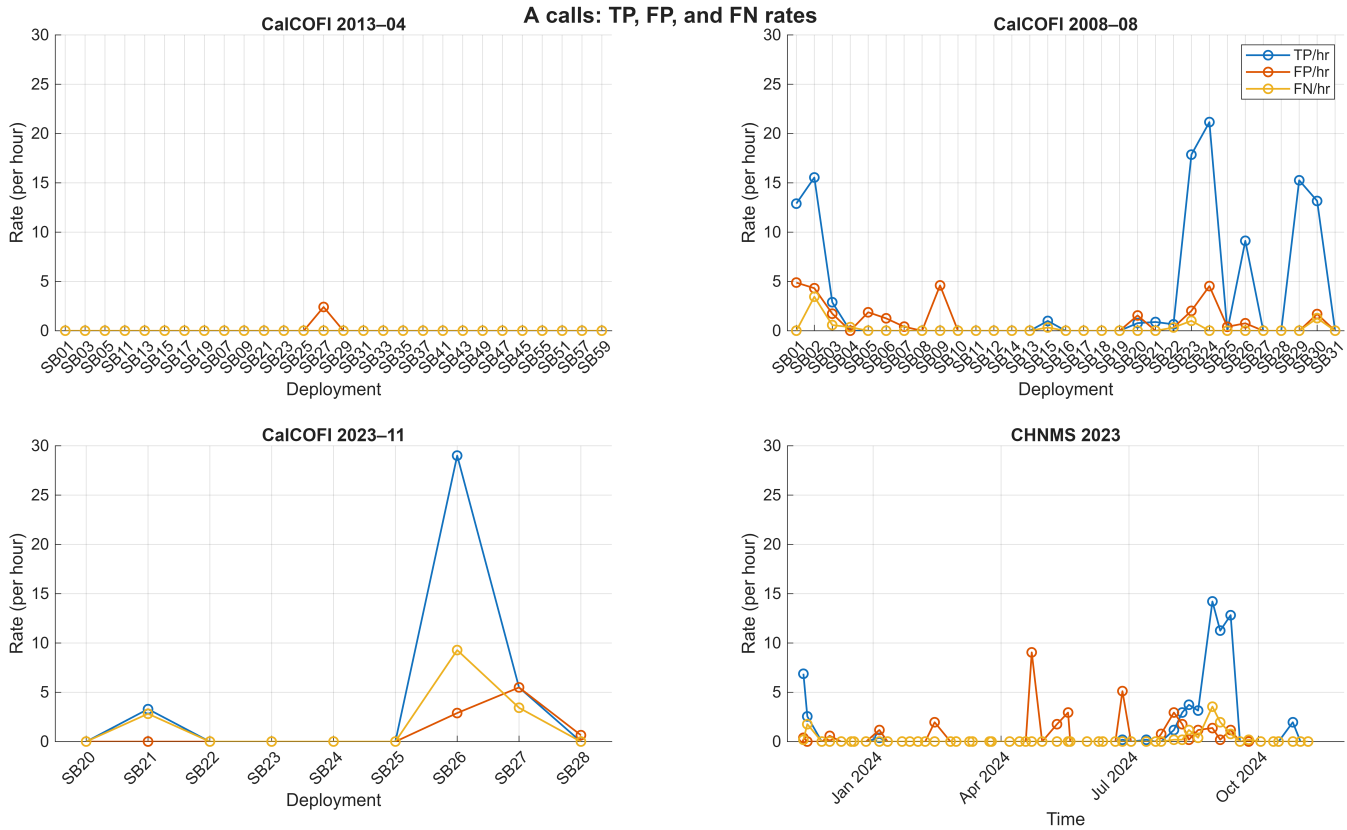 A calls: TP, FP, and FN rates
CalCOFI 2013–04
30
25
20
15
10
5
0
Rate (per hour)
SB01
SB03
SB05
SB11
SB13
SB15
SB17
SB19
SB07
SB09
SB21
SB23
SB25
SB27
SB29
SB31
SB33
SB35
SB37
SB41
SB43
SB49
SB47
SB45
SB55
SB51
SB57
SB59
Deployment
CalCOFI 2008–08
30
25
20
15
10
5
0
Rate (per hour)
TP/hr
FP/hr
FN/hr
SB01
SB02
SB03
SB04
SB05
SB06
SB07
SB08
SB09
SB10
SB11
SB12
SB14
SB13
SB15
SB16
SB17
SB18
SB19
SB20
SB21
SB22
SB23
SB24
SB25
SB26
SB27
SB28
SB29
SB30
SB31
Deployment
CalCOFI 2023–11
30
25
20
15
10
5
0
Rate (per hour)
SB20
SB21
SB22
SB23
SB24
SB25
SB26
SB27
SB28
Deployment
CHNMS 2023
30
25
20
15
10
5
0
Rate (per hour)
Jan 2024
Apr 2024
Jul 2024
Oct 2024
Time